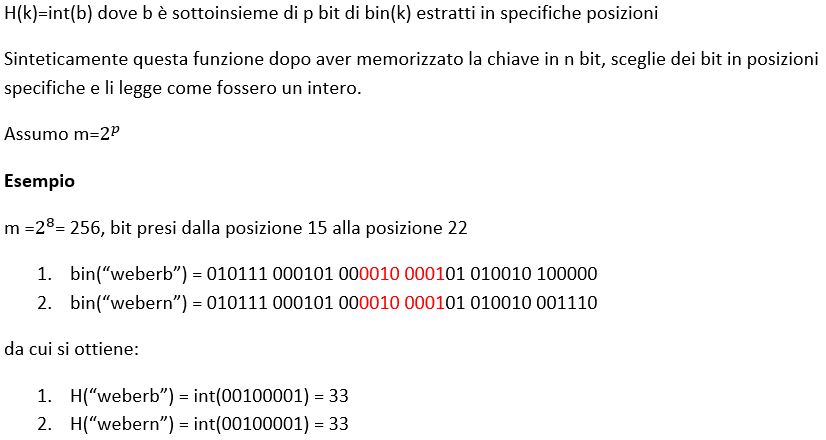 H(k)=int(b) dove b è sottoinsieme di p bit di bin(k) estratti in specifiche posizioni
Sinteticamente questa funzione dopo aver memorizzato la chiave in n bit, sceglie dei bit in posizioni
specifiche e li legge come fossero un intero.
Assumo m=2ᵖ
Esempio
m =2⁸= 256, bit presi dalla posizione 15 alla posizione 22
1. bin(“weberb”) = 010111 000101 000010 000101 010010 100000
2. bin(“webern”) = 010111 000101 000010 000101 010010 001110
da cui si ottiene:
1. H(“weberb”) = int(00100001) = 33
2. H(“webern”) = int(00100001) = 33